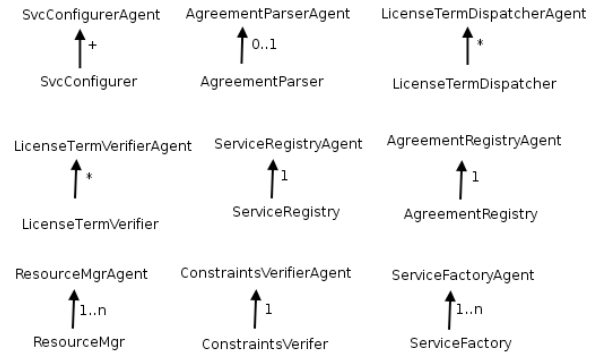 SvcConfigurerAgent AgreementParserAgent LicenseTermDispatcherAgent
+ 0..1 *
SvcConfigurer AgreementParser LicenseTermDispatcher
LicenseTermVerifierAgent ServiceRegistryAgent AgreementRegistryAgent
* 1 1
LicenseTermVerifier ServiceRegistry AgreementRegistry
ResourceMgrAgent ConstraintsVerifierAgent ServiceFactoryAgent
1..n 1 1..n
ResourceMgr ConstraintsVerifer ServiceFactory